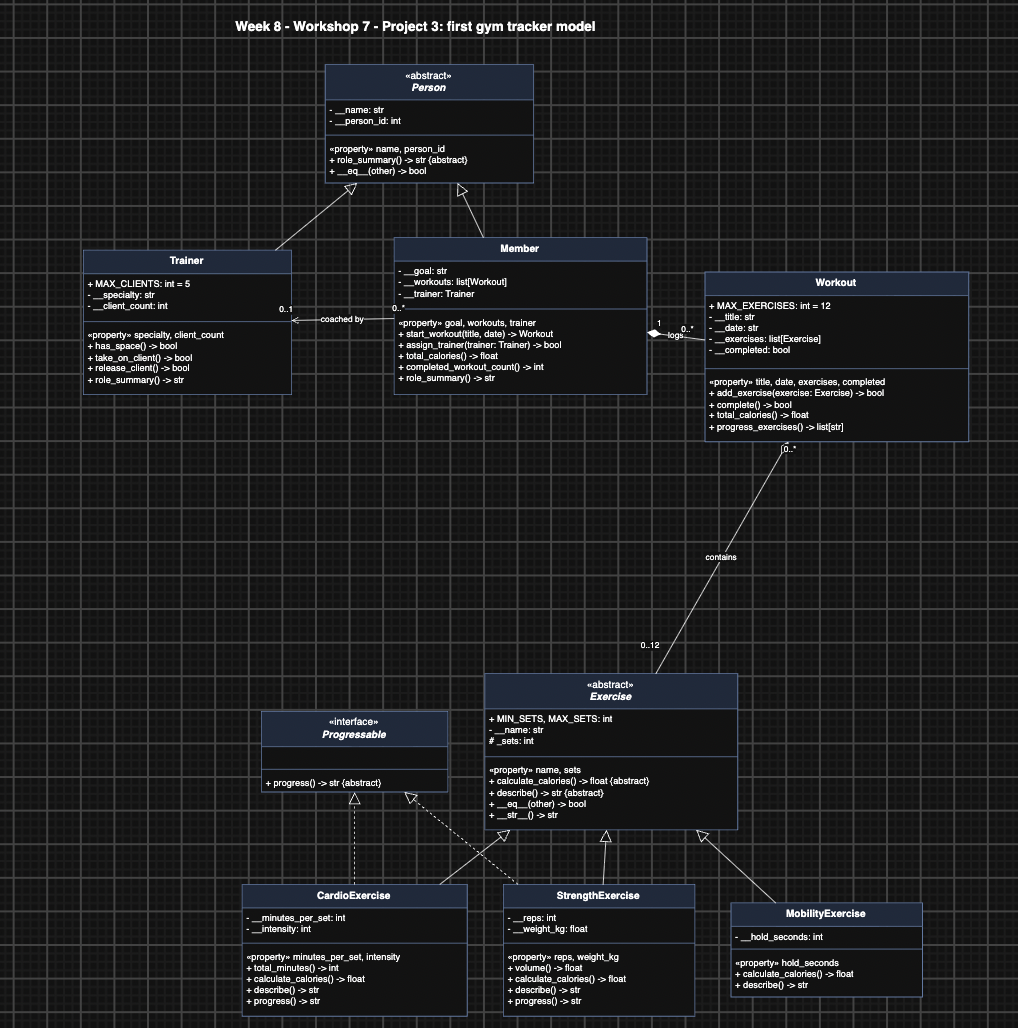 Week 8 - Workshop 7 - Project 3: first gym tracker model
«abstract»
Person
- __name: str
- __person_id: int
«property» name, person_id
+ role_summary() -> str {abstract}
+ __eq__(other) -> bool
Trainer
+ MAX_CLIENTS: int = 5
- __specialty: str
- __client_count: int
«property» specialty, client_count
+ has_space() -> bool
+ take_on_client() -> bool
+ release_client() -> bool
+ role_summary() -> str
0..1
coached by
0..*
Member
- __goal: str
- __workouts: list[Workout]
- __trainer: Trainer
«property» goal, workouts, trainer
+ start_workout(title, date) -> Workout
+ assign_trainer(trainer: Trainer) -> bool
+ total_calories() -> float
+ completed_workout_count() -> int
+ role_summary() -> str
1
logs
0..*
Workout
+ MAX_EXERCISES: int = 12
- __title: str
- __date: str
- __exercises: list[Exercise]
- __completed: bool
«property» title, date, exercises, completed
+ add_exercise(exercise: Exercise) -> bool
+ complete() -> bool
+ total_calories() -> float
+ progress_exercises() -> list[str]
0..*
contains
0..12
«abstract»
Exercise
+ MIN_SETS, MAX_SETS: int
- __name: str
# _sets: int
«property» name, sets
+ calculate_calories() -> float {abstract}
+ describe() -> str {abstract}
+ __eq__(other) -> bool
+ __str__() -> str
«interface»
Progressable
+ progress() -> str {abstract}
CardioExercise
- __minutes_per_set: int
- __intensity: int
«property» minutes_per_set, intensity
+ total_minutes() -> int
+ calculate_calories() -> float
+ describe() -> str
+ progress() -> str
StrengthExercise
- __reps: int
- __weight_kg: float
«property» reps, weight_kg
+ volume() -> float
+ calculate_calories() -> float
+ describe() -> str
+ progress() -> str
MobilityExercise
- __hold_seconds: int
«property» hold_seconds
+ calculate_calories() -> float
+ describe() -> str